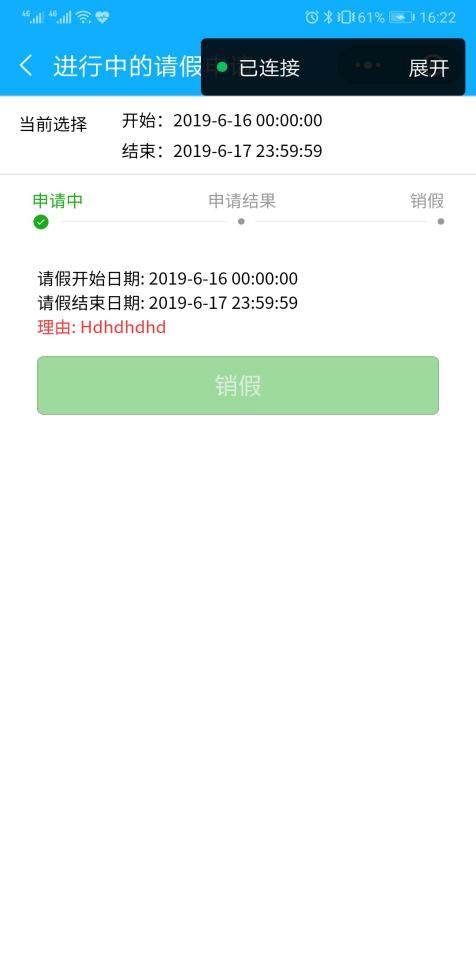 4G 4G 61% 16:22
进行中的请假
已连接 展开
当前选择 开始：2019-6-16 00:00:00
结束：2019-6-17 23:59:59
申请中 申请结果 销假
请假开始日期: 2019-6-16 00:00:00
请假结束日期: 2019-6-17 23:59:59
理由: Hdhdhdhd
销假